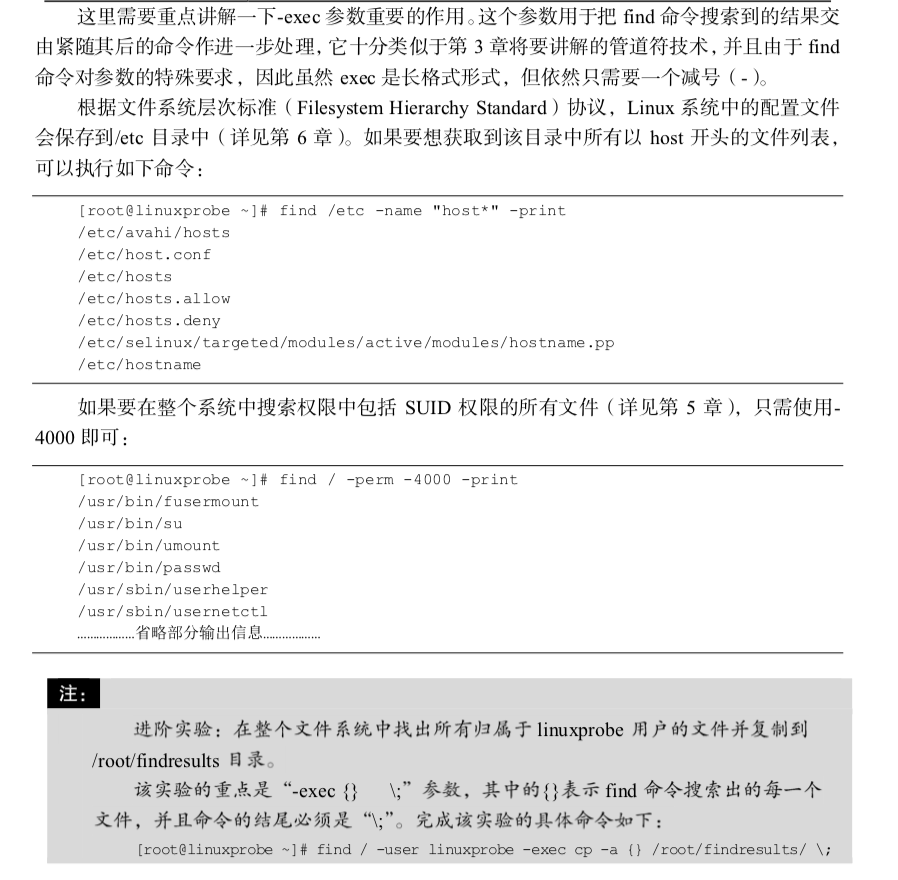 这里需要重点讲解一下-exec 参数重要的作用。这个参数用于把 find 命令搜索到的结果交
由紧随其后的命令作进一步处理，它十分类似于第 3 章将要讲解的管道符技术，并且由于 find
命令对参数的特殊要求，因此虽然 exec 是长格式形式，但依然只需要一个减号（-）。
根据文件系统层次标准（Filesystem Hierarchy Standard）协议，Linux 系统中的配置文件
会保存到/etc 目录中（详见第 6 章）。如果要想获取到该目录中所有以 host 开头的文件列表，
可以执行如下命令：
[root@linuxprobe ~]# find /etc -name "host*" -print
/etc/avahi/hosts
/etc/host.conf
/etc/hosts
/etc/hosts.allow
/etc/hosts.deny
/etc/selinux/targeted/modules/active/modules/hostname.pp
/etc/hostname
如果要在整个系统中搜索权限中包括 SUID 权限的所有文件（详见第 5 章），只需使用-
4000 即可：
[root@linuxprobe ~]# find / -perm -4000 -print
/usr/bin/fusermount
/usr/bin/su
/usr/bin/umount
/usr/bin/passwd
/usr/sbin/userhelper
/usr/sbin/usernetctl
………………省略部分输出信息………………
注：
进阶实验：在整个文件系统中找出所有归属于 linuxprobe 用户的文件并复制到
/root/findresults 目录。
该实验的重点是“-exec {} \;”参数，其中的{}表示 find 命令搜索出的每一个
文件，并且命令的结尾必须是“\;”。完成该实验的具体命令如下：
[root@linuxprobe ~]# find / -user linuxprobe -exec cp -a {} /root/findresults/ \;